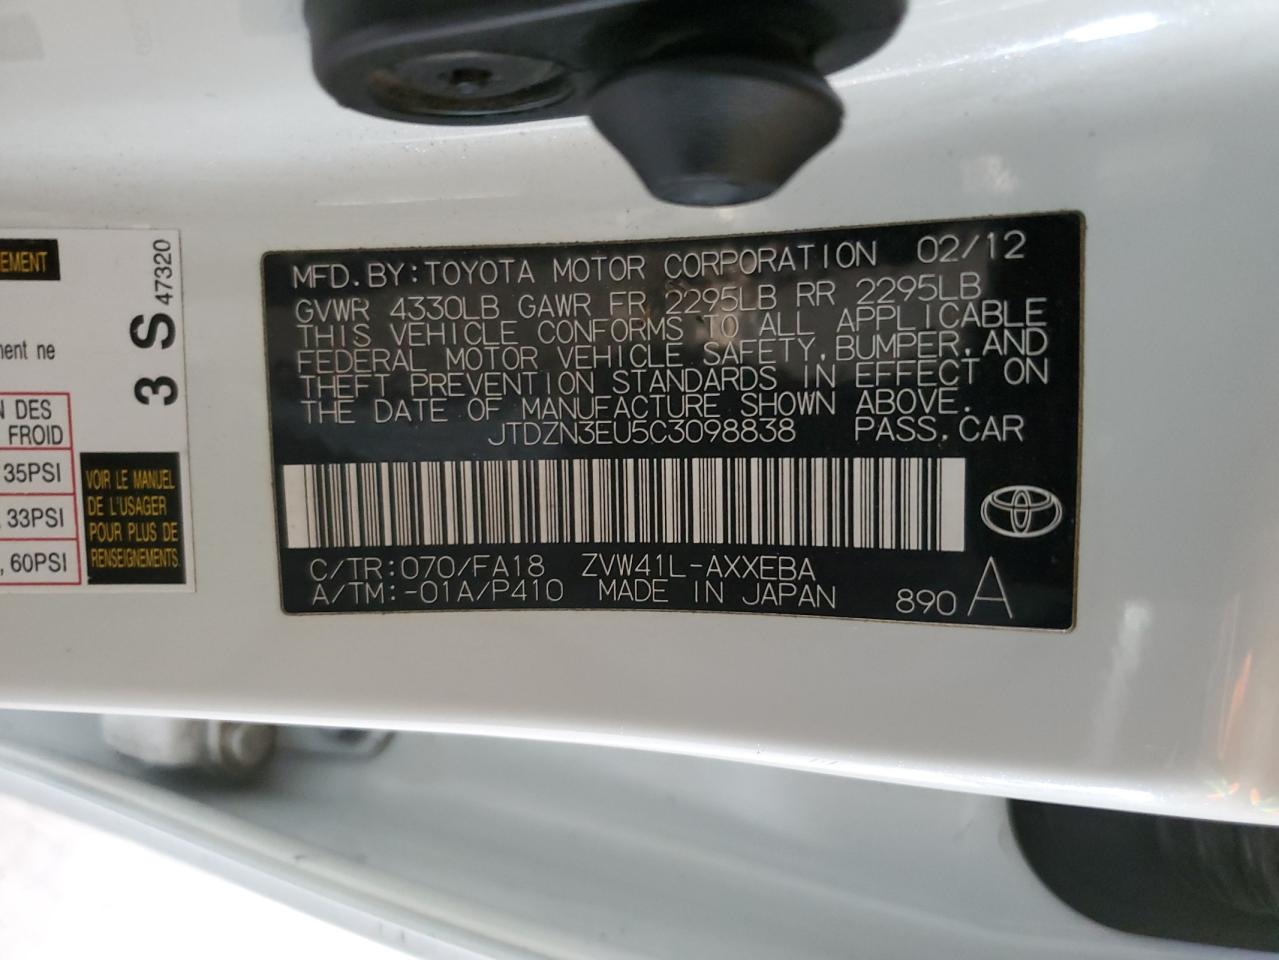 EMENT
3 S 47320
nent ne
N DES
FROID
35PSI
, 33PSI
, 60PSI
VOIR LE MANUEL
DE L'USAGER
POUR PLUS DE
RENSEIGNEMENTS
MFD.BY:TOYOTA MOTOR CORPORATION 02/12
GVWR 4330LB GAWR FR 2295LB RR 2295LB
THIS VEHICLE CONFORMS TO ALL APPLICABLE
FEDERAL MOTOR VEHICLE SAFETY,BUMPER,AND
THEFT PREVENTION STANDARDS IN EFFECT ON
THE DATE OF MANUFACTURE SHOWN ABOVE.
JTDZN3EU5C3098838 PASS.CAR
C/TR:070/FA18 ZVW41L-AXXEBA
A/TM:-01A/P410 MADE IN JAPAN 890 A